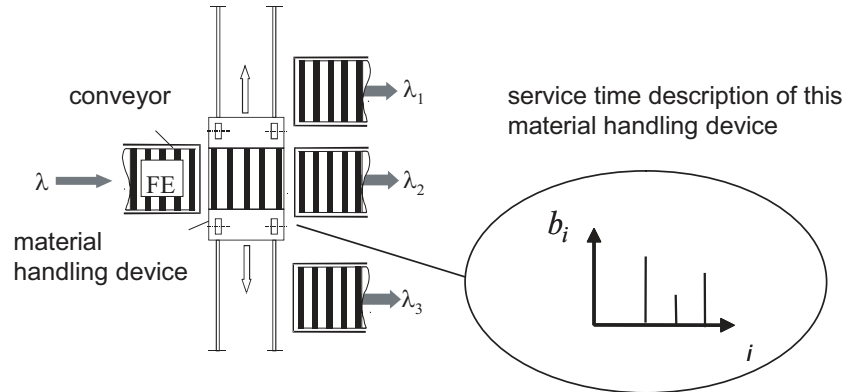 conveyor
λ
FE
material
handling device
λ₁
λ₂
λ₃
service time description of this
material handling device
bᵢ
i